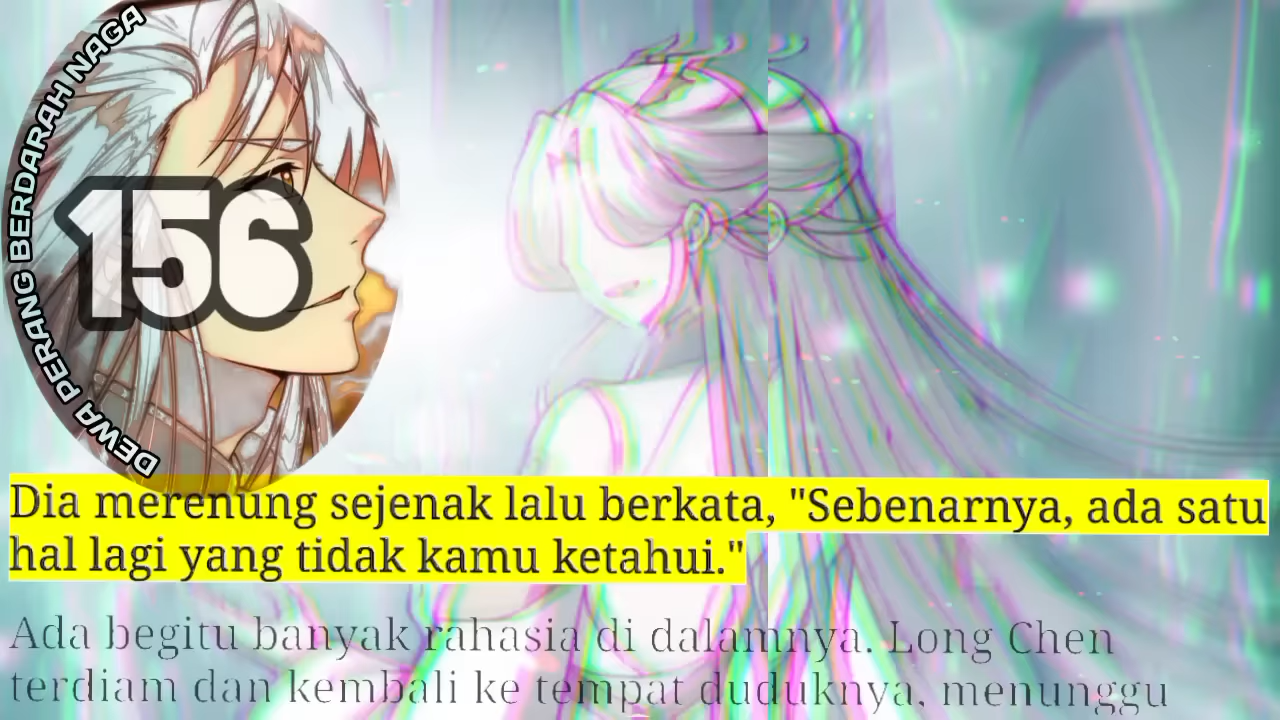 DEWA PERANG BERDARAH NAGA
156
Dia merenung sejenak lalu berkata, "Sebenarnya, ada satu
hal lagi yang tidak kamu ketahui."
Ada begitu banyak rahasia di dalamnya. Long Chen
terdiam dan kembali ke tempat duduknya, menunggu